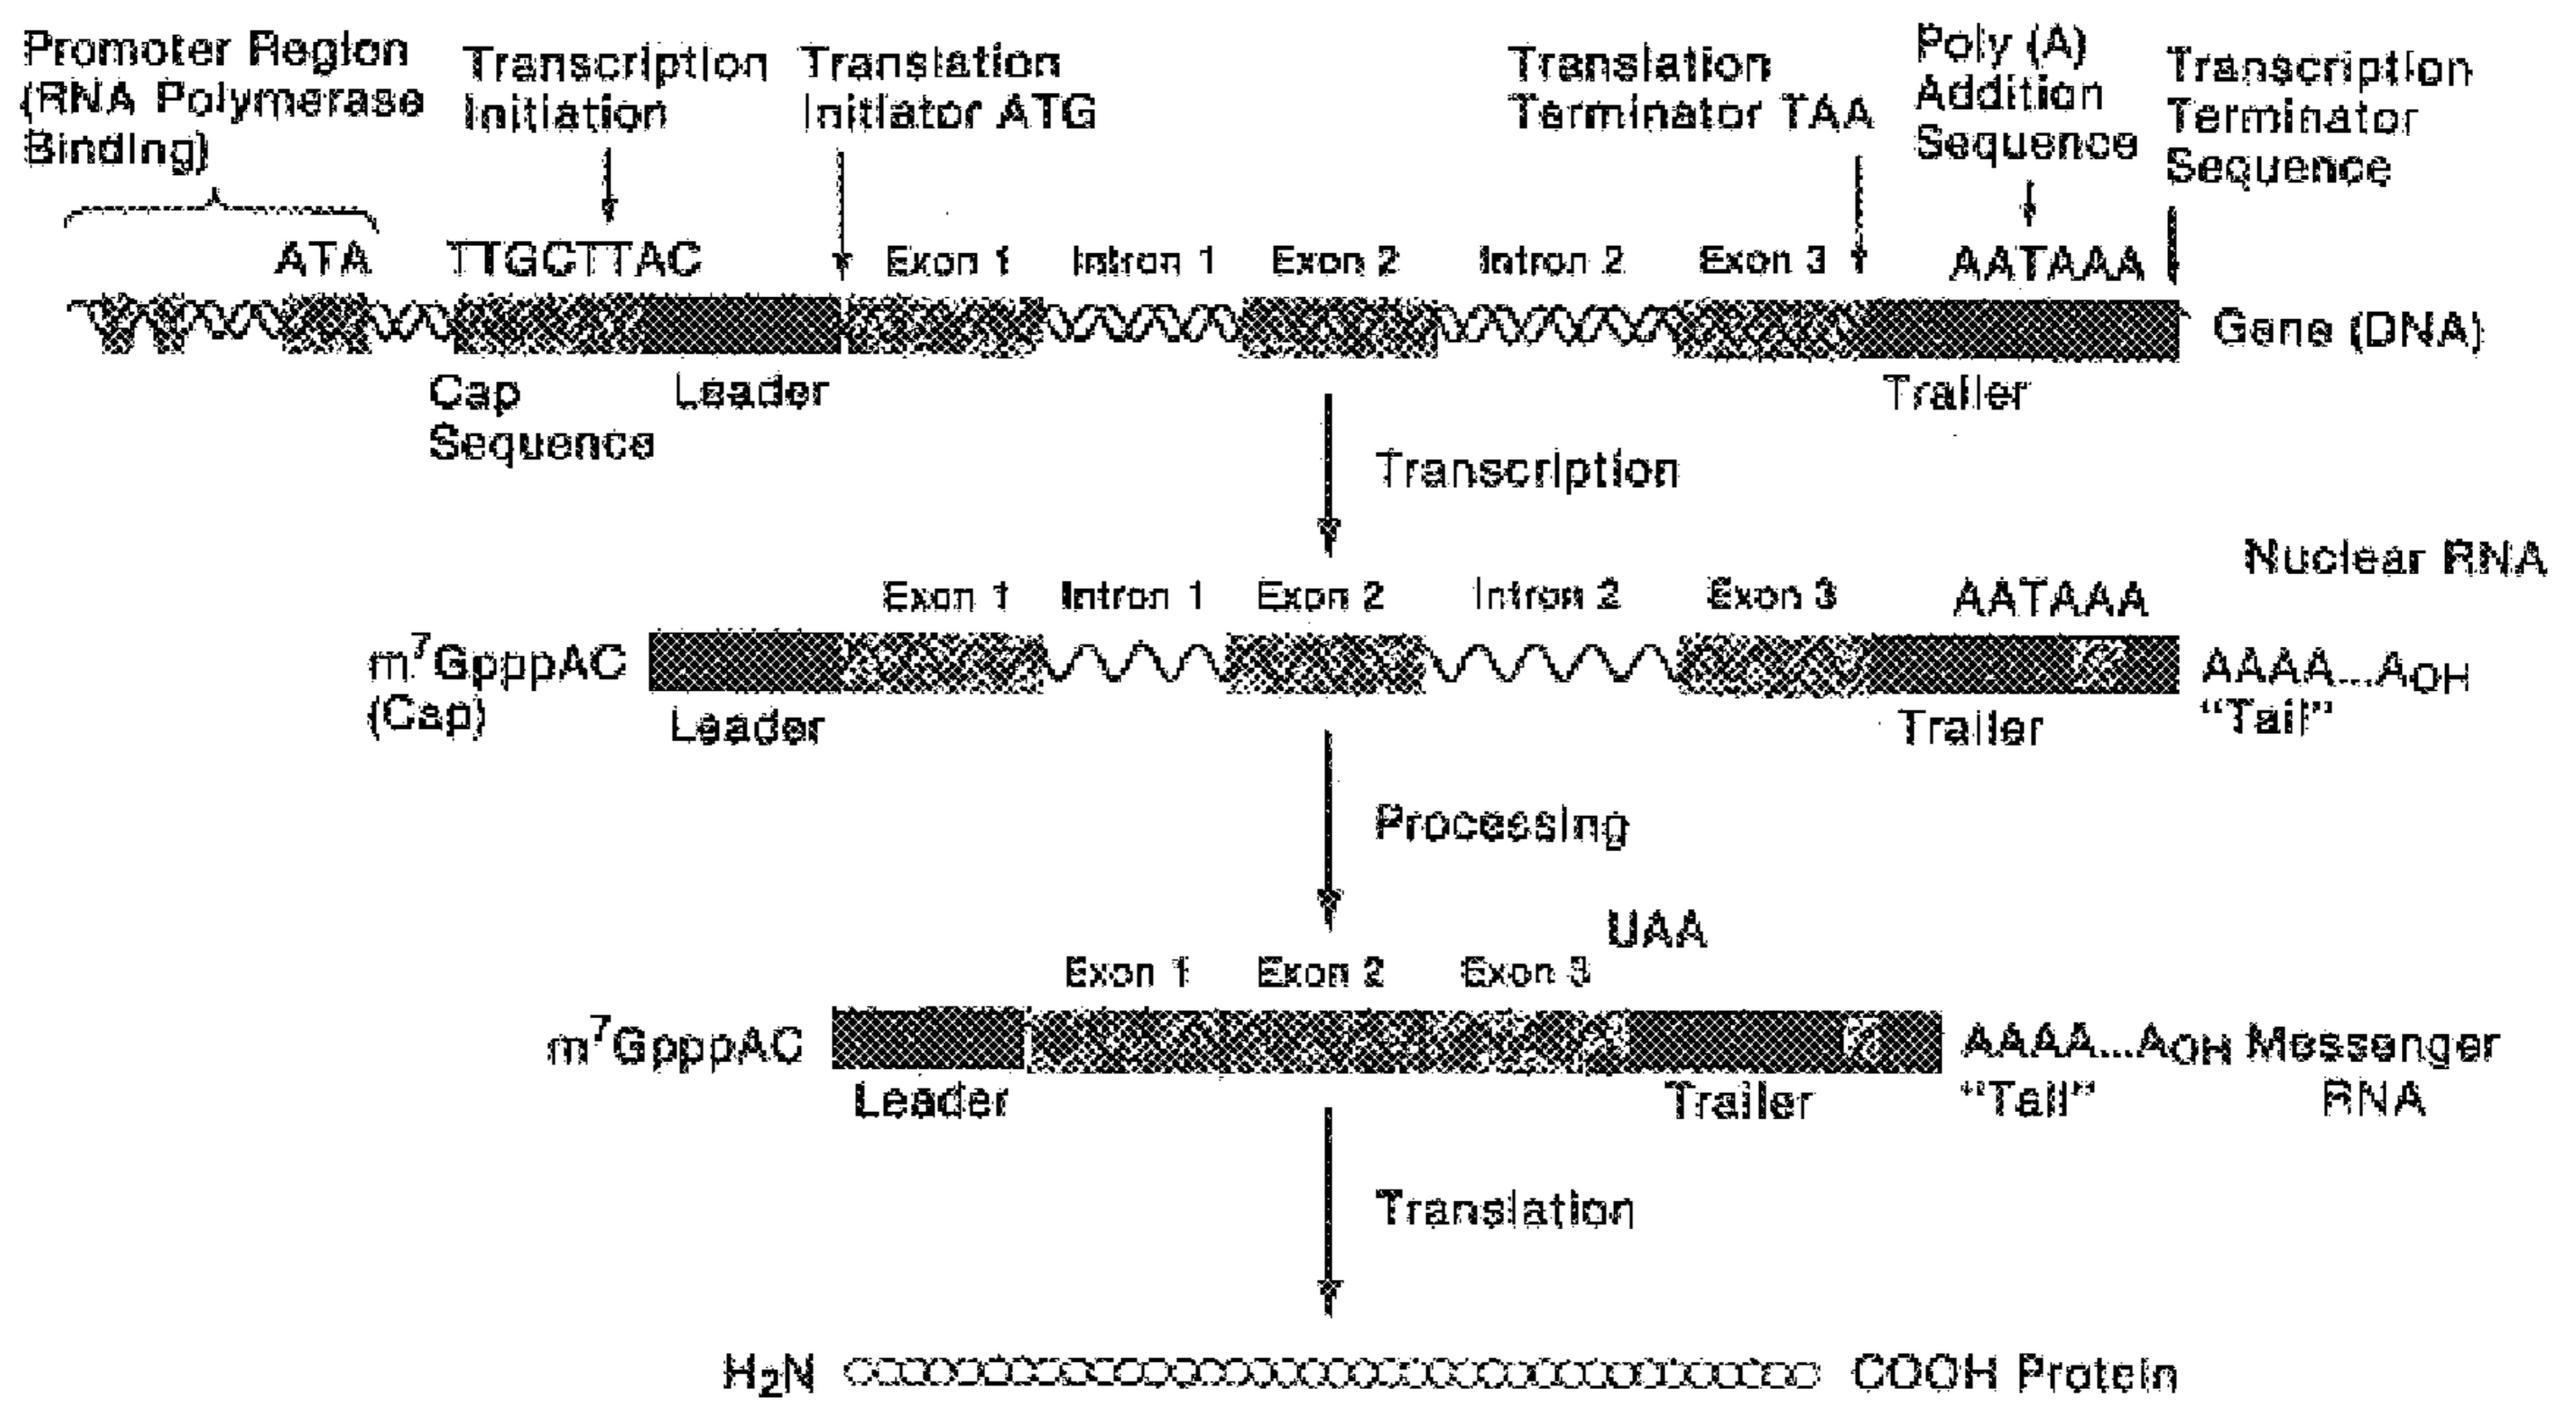 Promoter Region
(RNA Polymerase
Binding)
Transcription
Initiation
Translation
Initiator ATG
Translation
Terminator TAA
Poly (A)
Addition
Sequence
Transcription
Terminator
Sequence
ATA
TTGCTTAC
Exon 1
Intron 1
Exon 2
Intron 2
Exon 3
AATAAA
Gene (DNA)
Cap
Sequence
Leader
Trailer
Transcription
Nuclear RNA
Exon 1
Intron 1
Exon 2
Intron 2
Exon 3
AATAAA
m⁷GpppAC
(Cap)
Leader
Trailer
AAAA...AOH
“Tail”
Processing
UAA
Exon 1
Exon 2
Exon 3
m⁷GpppAC
Leader
Trailer
AAAA...AOH
“Tail”
Messenger
RNA
Translation
H₂N
COOH Protein